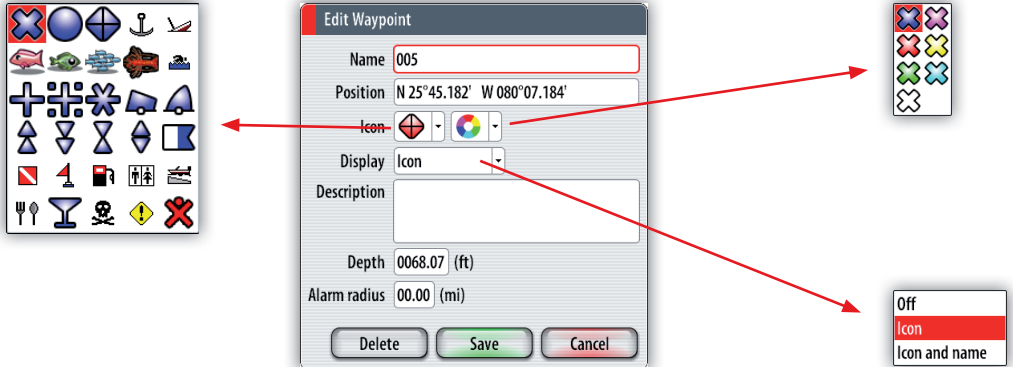 Edit Waypoint
Name 005
Position N 25°45.182' W 080°07.184'
Icon
Display Icon
Description
Depth 0068.07 (ft)
Alarm radius 00.00 (mi)
Delete Save Cancel
Off
Icon
Icon and name